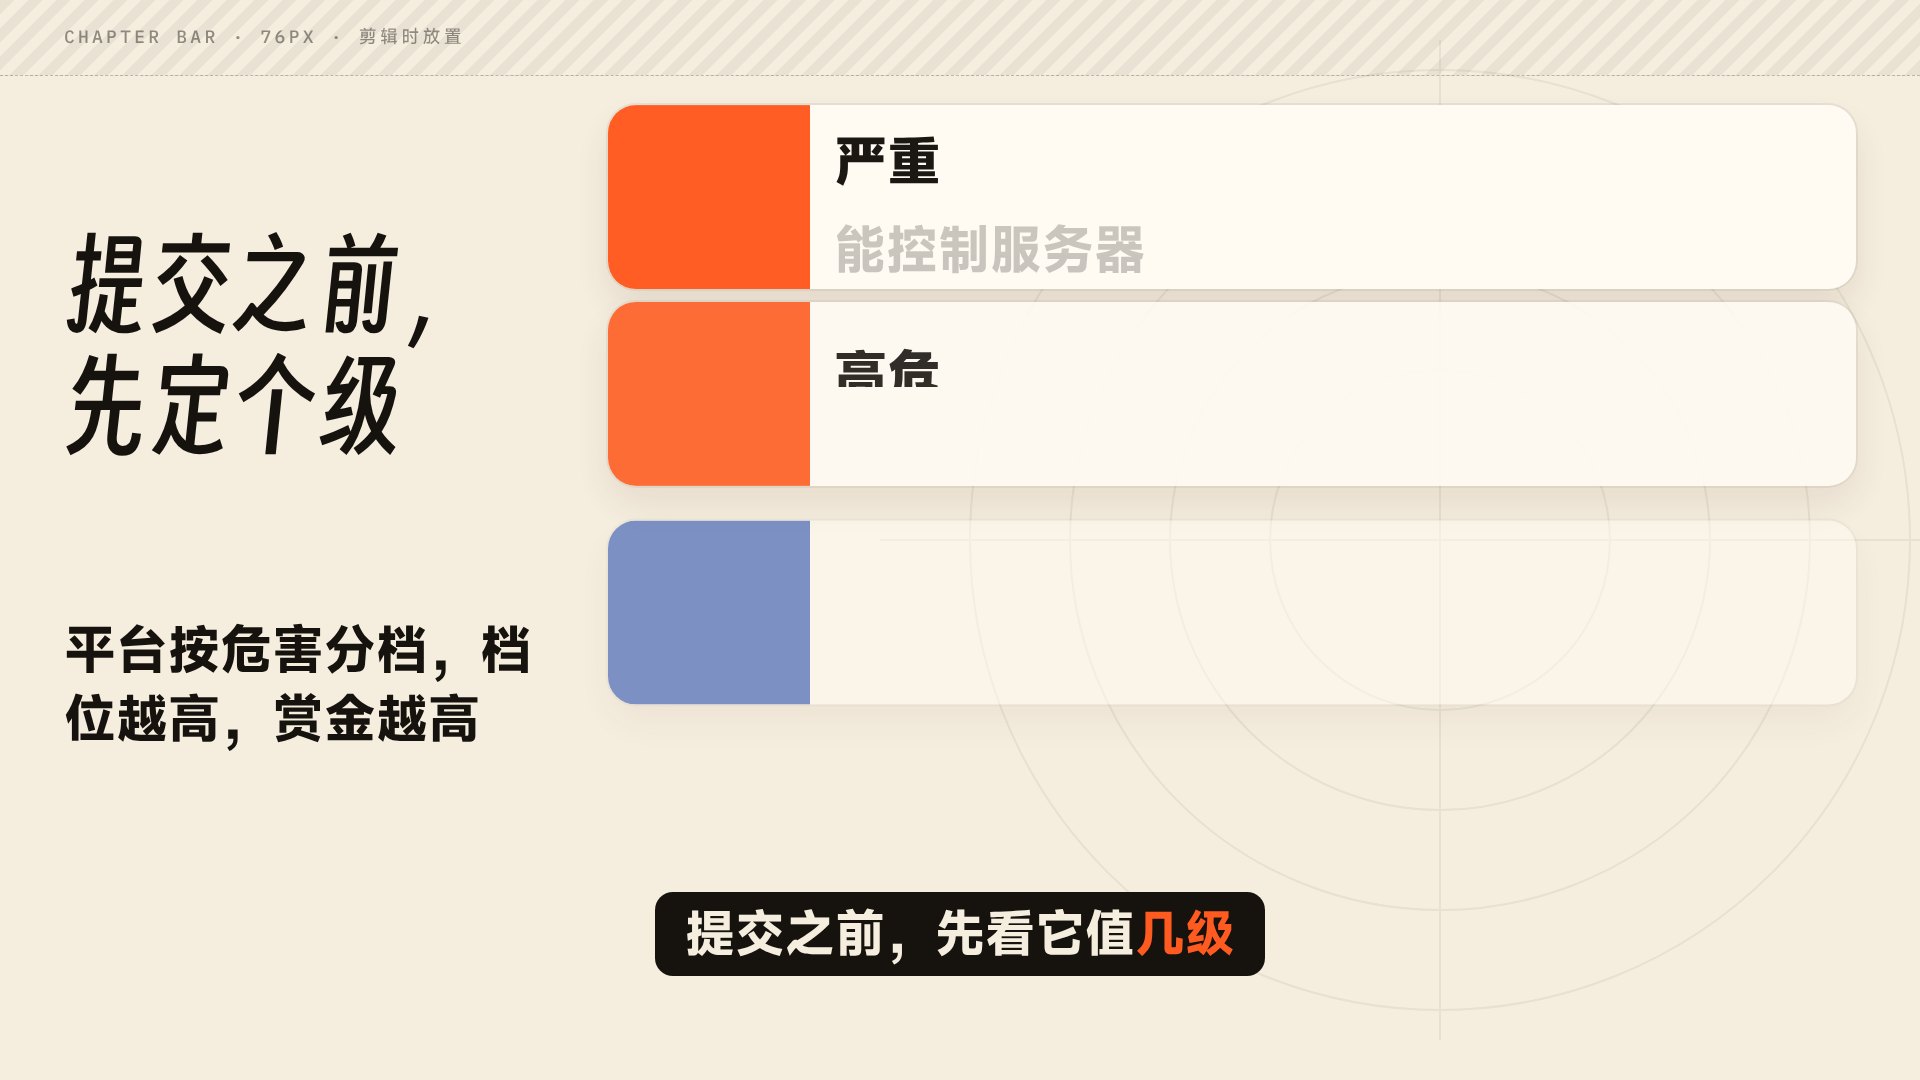 CHAPTER BAR · 76PX · 剪辑时放置
提交之前,
先定个级
平台按危害分档，档
位越高，赏金越高
严重
能控制服务器
高危
提交之前，先看它值几级